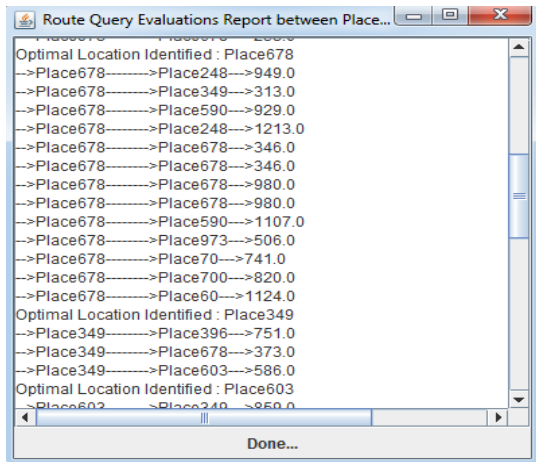 Route Query Evaluations Report between Place...
Optimal Location Identified : Place678
-->Place678-------->Place248--->949.0
-->Place678-------->Place349--->313.0
-->Place678-------->Place590--->929.0
-->Place678-------->Place248--->1213.0
-->Place678-------->Place678--->346.0
-->Place678-------->Place678--->346.0
-->Place678-------->Place678--->980.0
-->Place678-------->Place678--->980.0
-->Place678-------->Place590--->1107.0
-->Place678-------->Place973--->506.0
-->Place678-------->Place70--->741.0
-->Place678-------->Place700--->820.0
-->Place678-------->Place60--->1124.0
Optimal Location Identified : Place349
-->Place349-------->Place396--->751.0
-->Place349-------->Place678--->373.0
-->Place349-------->Place603--->586.0
Optimal Location Identified : Place603
-->Place603-------->Place349--->859.0
Done...